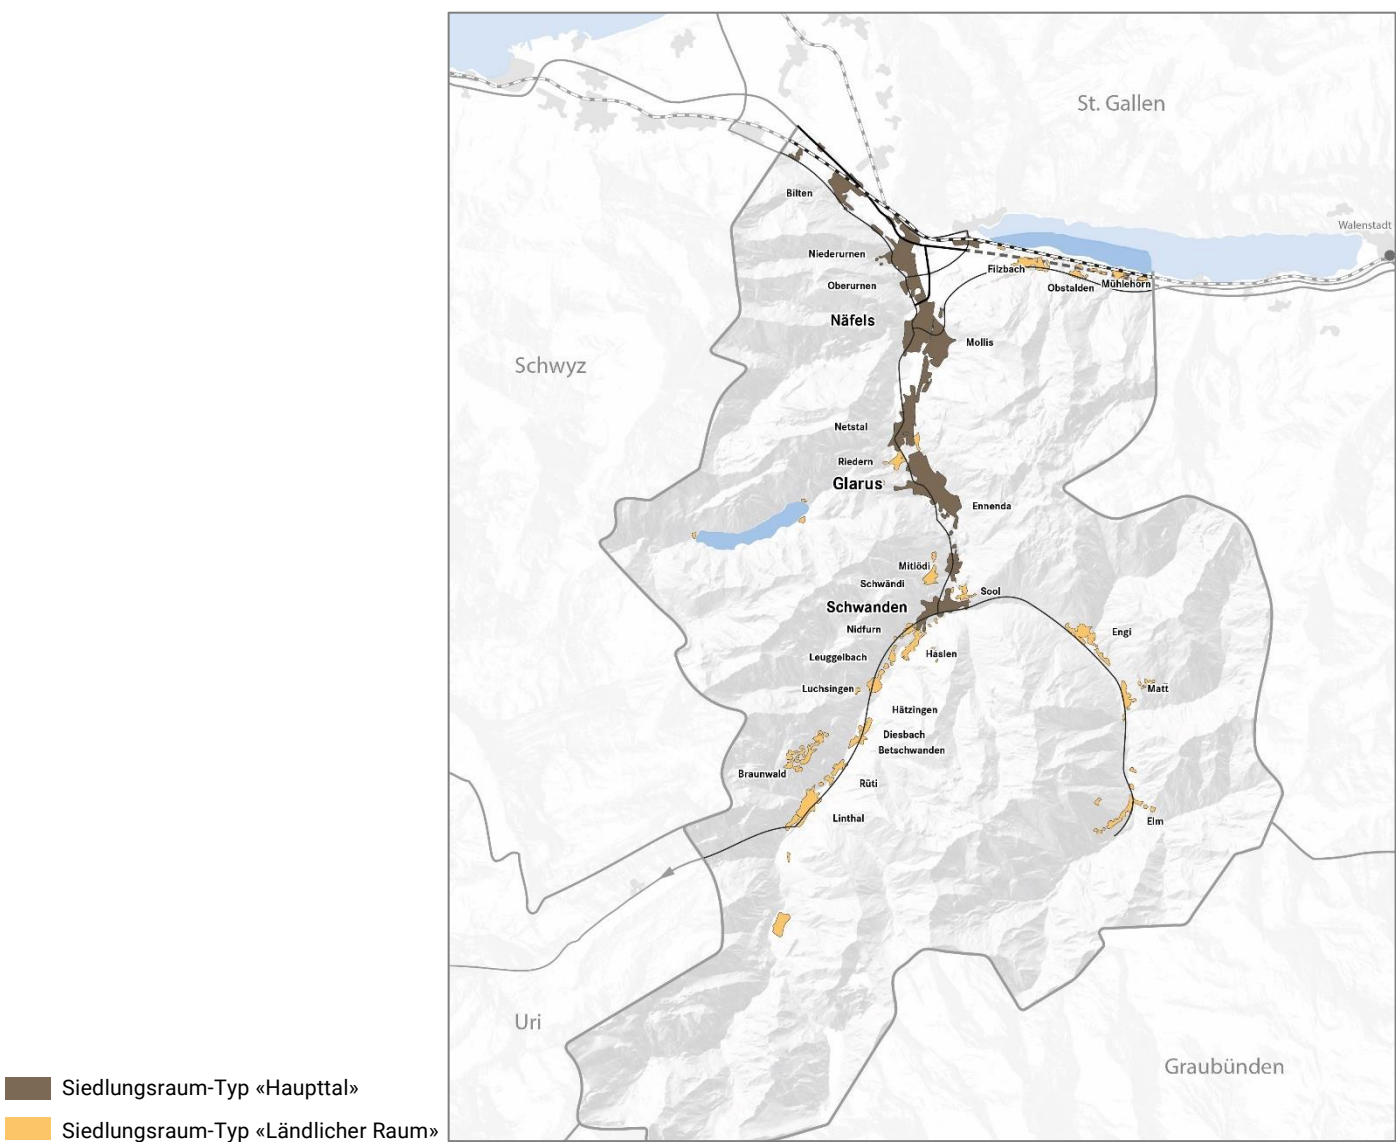 St. Gallen
Bilten
Walenstadt
Niederurnen
Filzbach
Oberurnen
Obstalden
Mühlehorn
Näfels
Mollis
Schwyz
Netstal
Riedern
Glarus
Ennenda
Mitlödi
Schwändi
Sool
Schwanden
Nidfurn
Engi
Haslen
Leuggelbach
Luchsingen
Matt
Hätzingen
Diesbach
Betschwanden
Braunwald
Rüti
Linthal
Elm
Uri
Graubünden
Siedlungsraum-Typ «Haupttal»
Siedlungsraum-Typ «Ländlicher Raum»